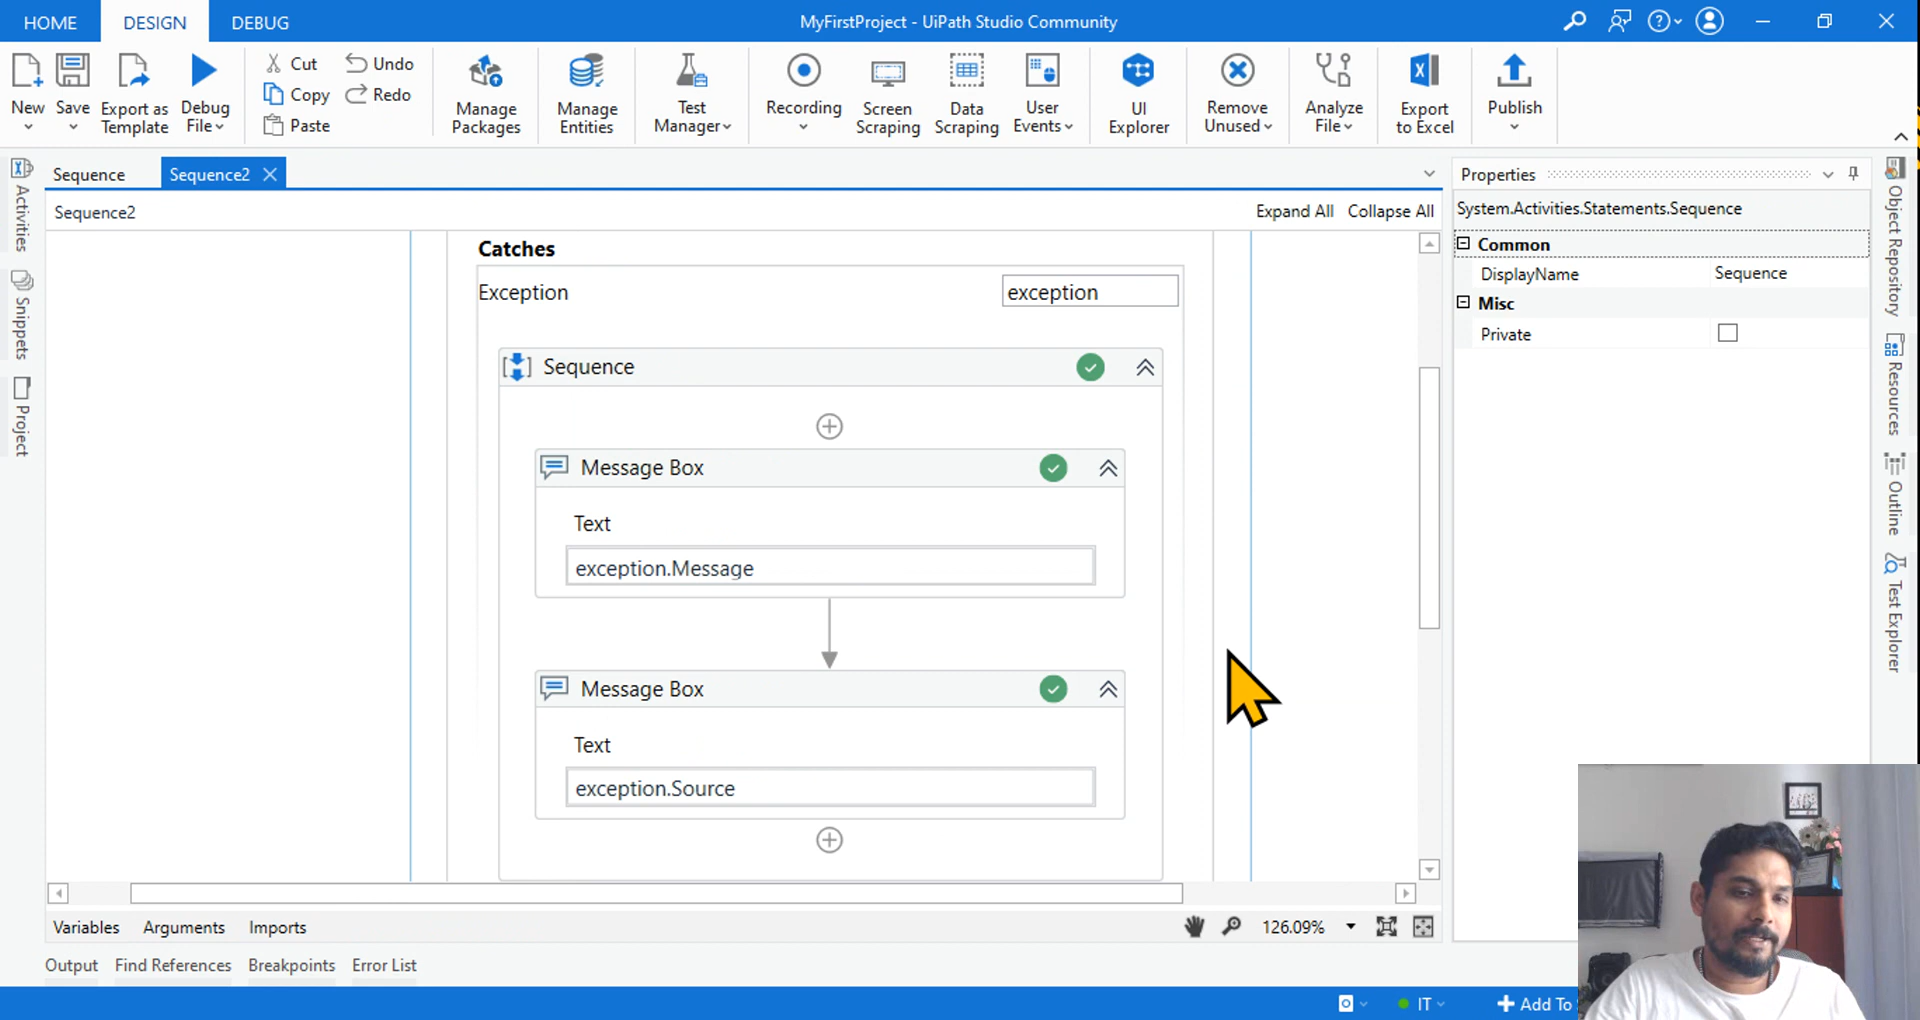 HOME DESIGN DEBUG MyFirstProject - UiPath Studio Community
New Save Export as Template Debug File Cut Copy Paste Undo Redo Manage Packages Manage Entities Test Manager Recording Screen Scraping Data Scraping User Events UI Explorer Remove Unused Analyze File Export to Excel Publish
Sequence Sequence2
Sequence2 Expand All Collapse All
Activities
Snippets
Project
Catches
Exception exception
Sequence
Message Box
Text
exception.Message
Message Box
Text
exception.Source
Properties
System.Activities.Statements.Sequence
Common
DisplayName Sequence
Misc
Private
Object Repository
Resources
Outline
Test Explorer
Variables Arguments Imports 126.09%
Output Find References Breakpoints Error List
IT Add To